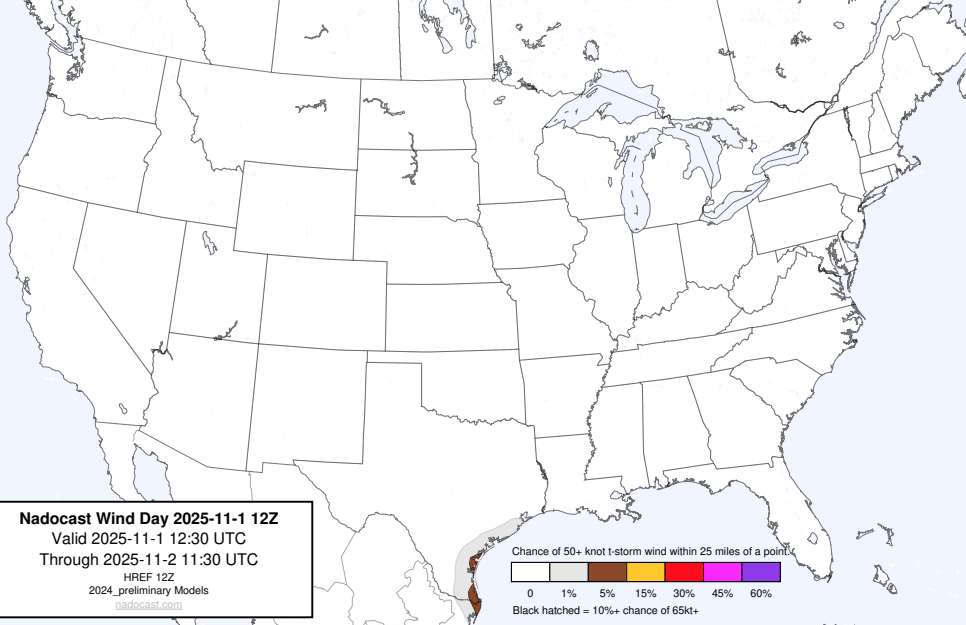 Nadocast Wind Day 2025-11-1 12Z
Valid 2025-11-1 12:30 UTC
Through 2025-11-2 11:30 UTC
HREF 12Z
2024_preliminary Models
nadocast.com
Chance of 50+ knot t-storm wind within 25 miles of a point.
0 1% 5% 15% 30% 45% 60%
Black hatched = 10%+ chance of 65kt+